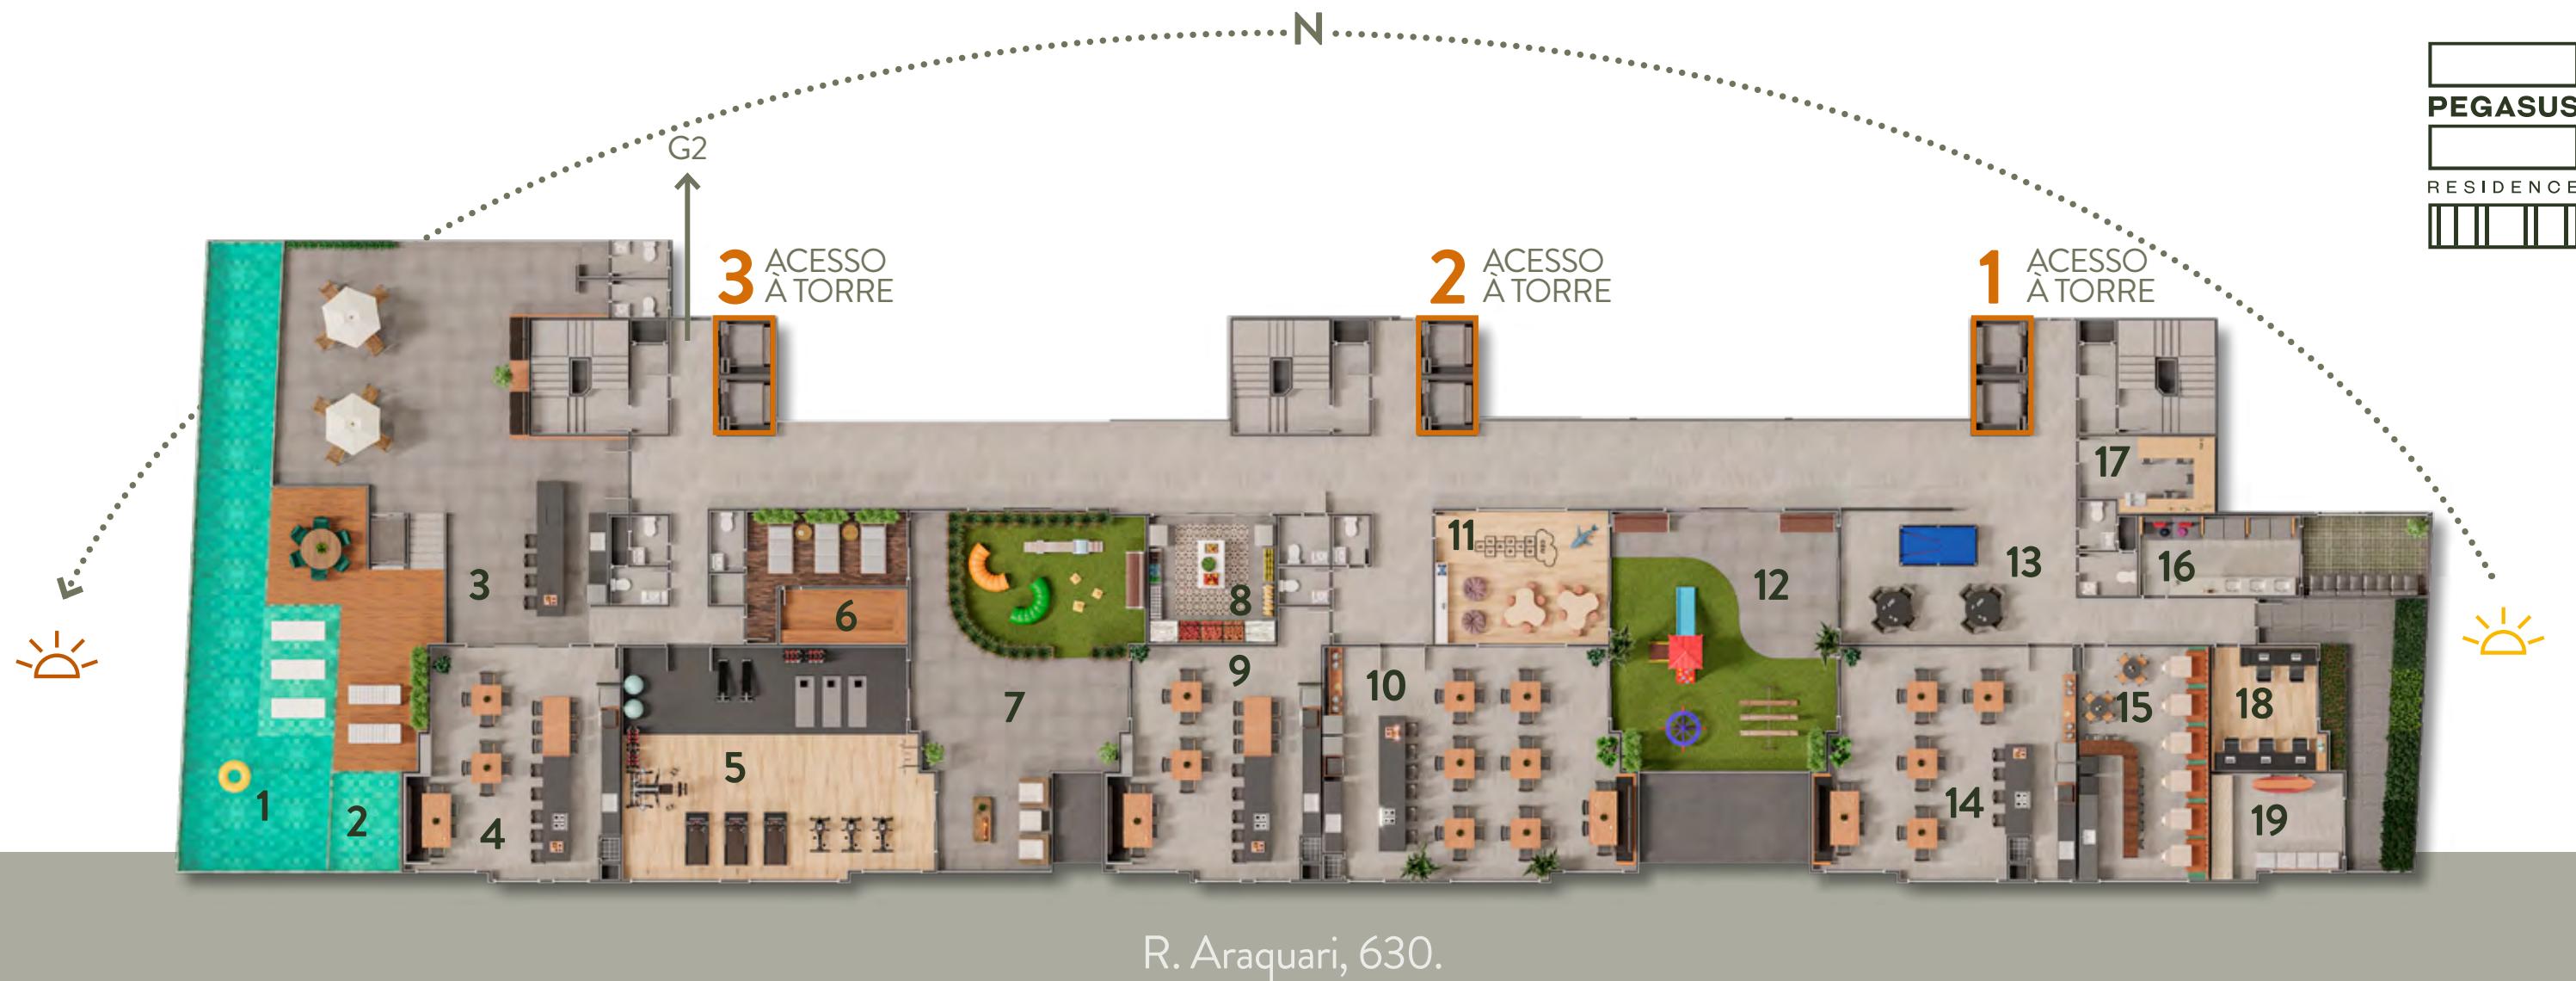 N
PEGASUS
RESIDENCE
G2
3 ACESSO
À TORRE
2 ACESSO
À TORRE
1 ACESSO
À TORRE
17
11
16
13
12
3
8
6
9
10
7
15
18
5
1
2
4
14
19
R. Araquari, 630.